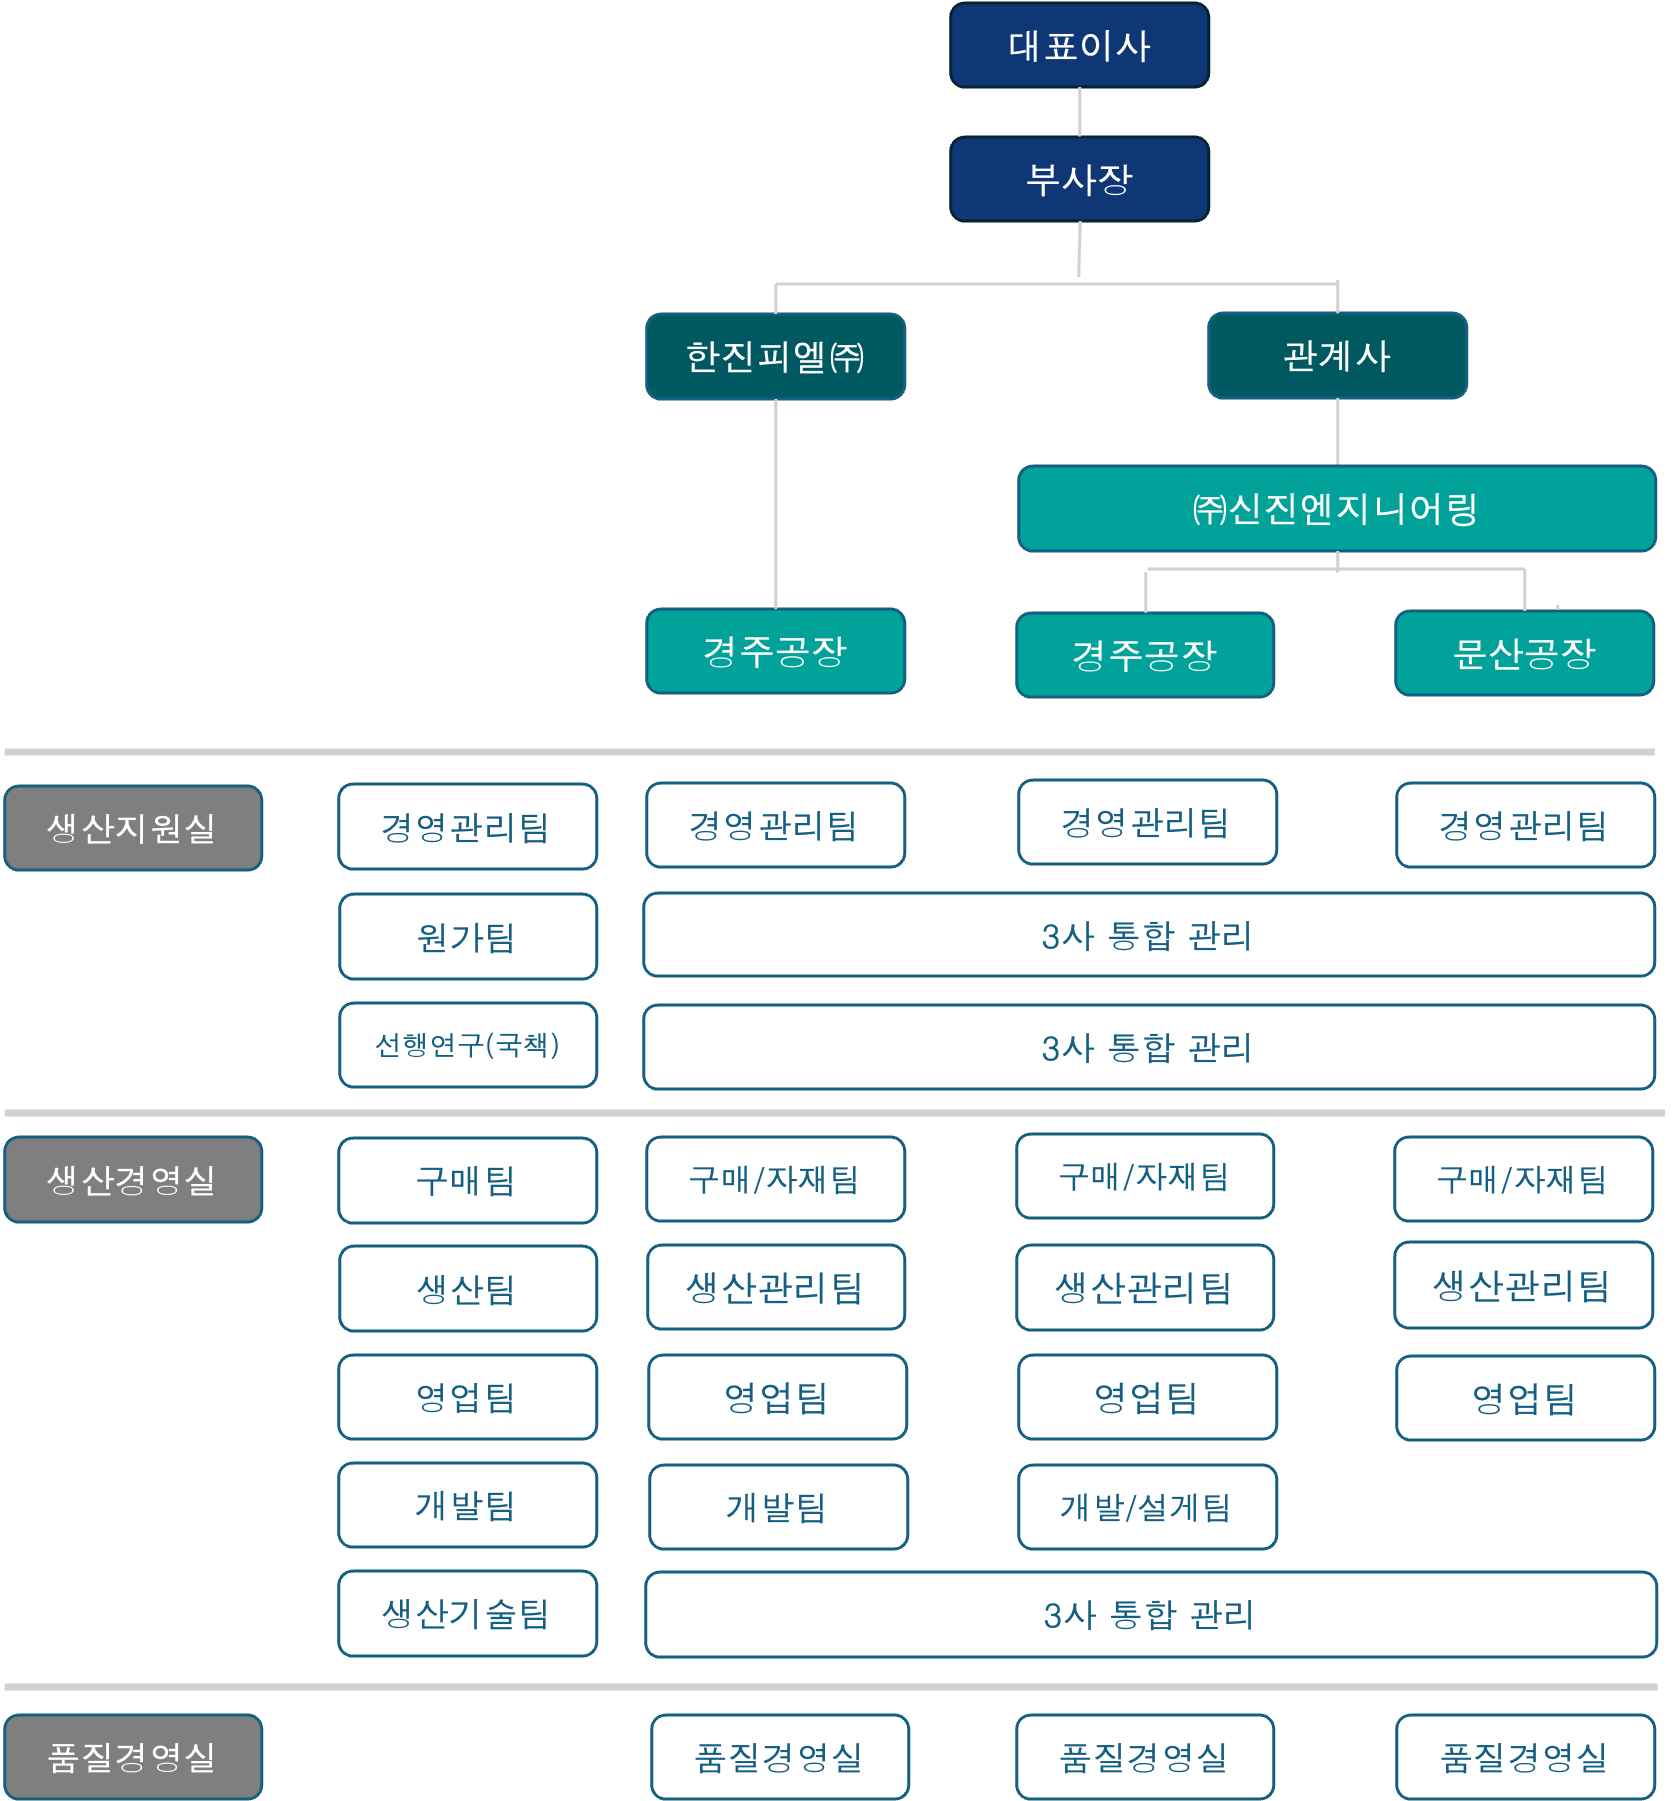 대표이사
부사장
한진피엘㈜
관계사
㈜신진엔지니어링
경주공장
경주공장
문산공장
생산지원실
경영관리팀
경영관리팀
경영관리팀
경영관리팀
원가팀
3사 통합 관리
선행연구(국책)
3사 통합 관리
생산경영실
구매팀
구매/자재팀
구매/자재팀
구매/자재팀
생산팀
생산관리팀
생산관리팀
생산관리팀
영업팀
영업팀
영업팀
영업팀
개발팀
개발팀
개발/설계팀
생산기술팀
3사 통합 관리
품질경영실
품질경영실
품질경영실
품질경영실